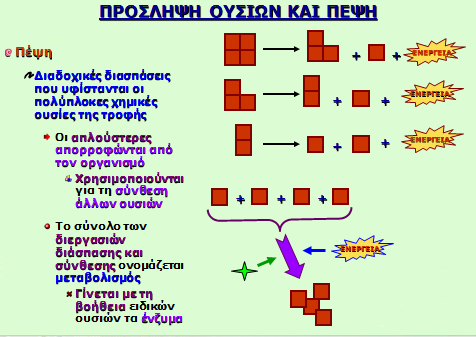 ΠΡΟΣΛΗΨΗ ΟΥΣΙΩΝ ΚΑΙ ΠΕΨΗ
Πέψη
Διαδοχικές διασπάσεις
που υφίστανται οι
πολύπλοκες χημικές
ουσίες της τροφής
Οι απλούστερες
απορροφώνται από
τον οργανισμό
Χρησιμοποιούνται
για τη σύνθεση
άλλων ουσιών
Το σύνολο των
διεργασιών
διάσπασης και
σύνθεσης ονομάζεται
μεταβολισμός
Γίνεται με τη
βοήθεια ειδικών
ουσιών τα ένζυμα
+ + ΕΝΕΡΓΕΙΑ
+ + ΕΝΕΡΓΕΙΑ
+ + ΕΝΕΡΓΕΙΑ
+ + +
ΕΝΕΡΓΕΙΑ